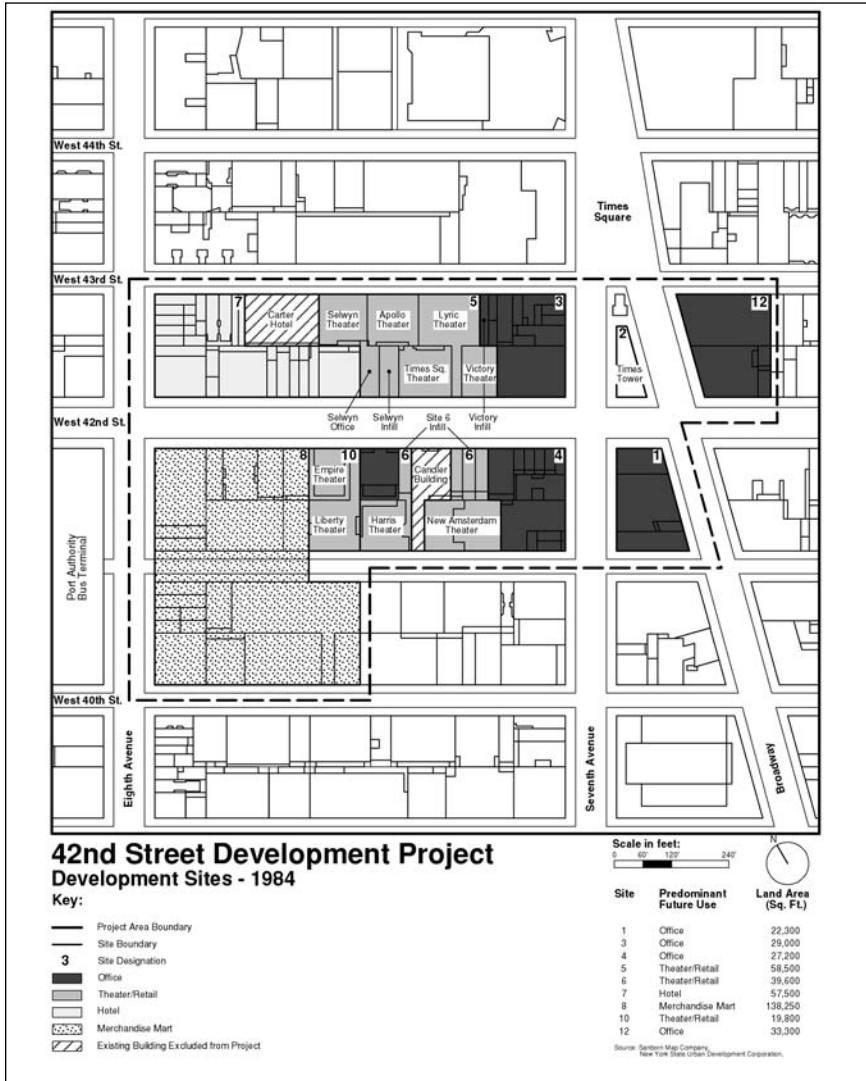 West 44th St.
Times
Square
West 43rd St.
7
Carter
Hotel
Selwyn
Theater
Apollo
Theater
5
Lyric
Theater
3
12
2
Times
Tower
Times Sq.
Theater
Victory
Theater
West 42nd St.
Selwyn
Office
Selwyn
Infill
Site 6
Infill
Victory
Infill
8
Empire
Theater
10
6
Candler
Building
6
4
1
Liberty
Theater
Harris
Theater
New Amsterdam
Theater
Port Authority
Bus Terminal
West 40th St.
Eighth Avenue
Seventh Avenue
Broadway
42nd Street Development Project
Development Sites - 1984
Key:
Project Area Boundary
Site Boundary
3 Site Designation
Office
Theater/Retail
Hotel
Merchandise Mart
Existing Building Excluded from Project
Scale in feet:
0 60' 120' 240'
N
Site Predominant Future Use Land Area (Sq. Ft.)
1 Office 22,300
3 Office 29,000
4 Office 27,200
5 Theater/Retail 58,500
6 Theater/Retail 39,600
7 Hotel 57,500
8 Merchandise Mart 138,250
10 Theater/Retail 19,800
12 Office 33,300
Source: Sanborn Map Company,
New York State Urban Development Corporation.